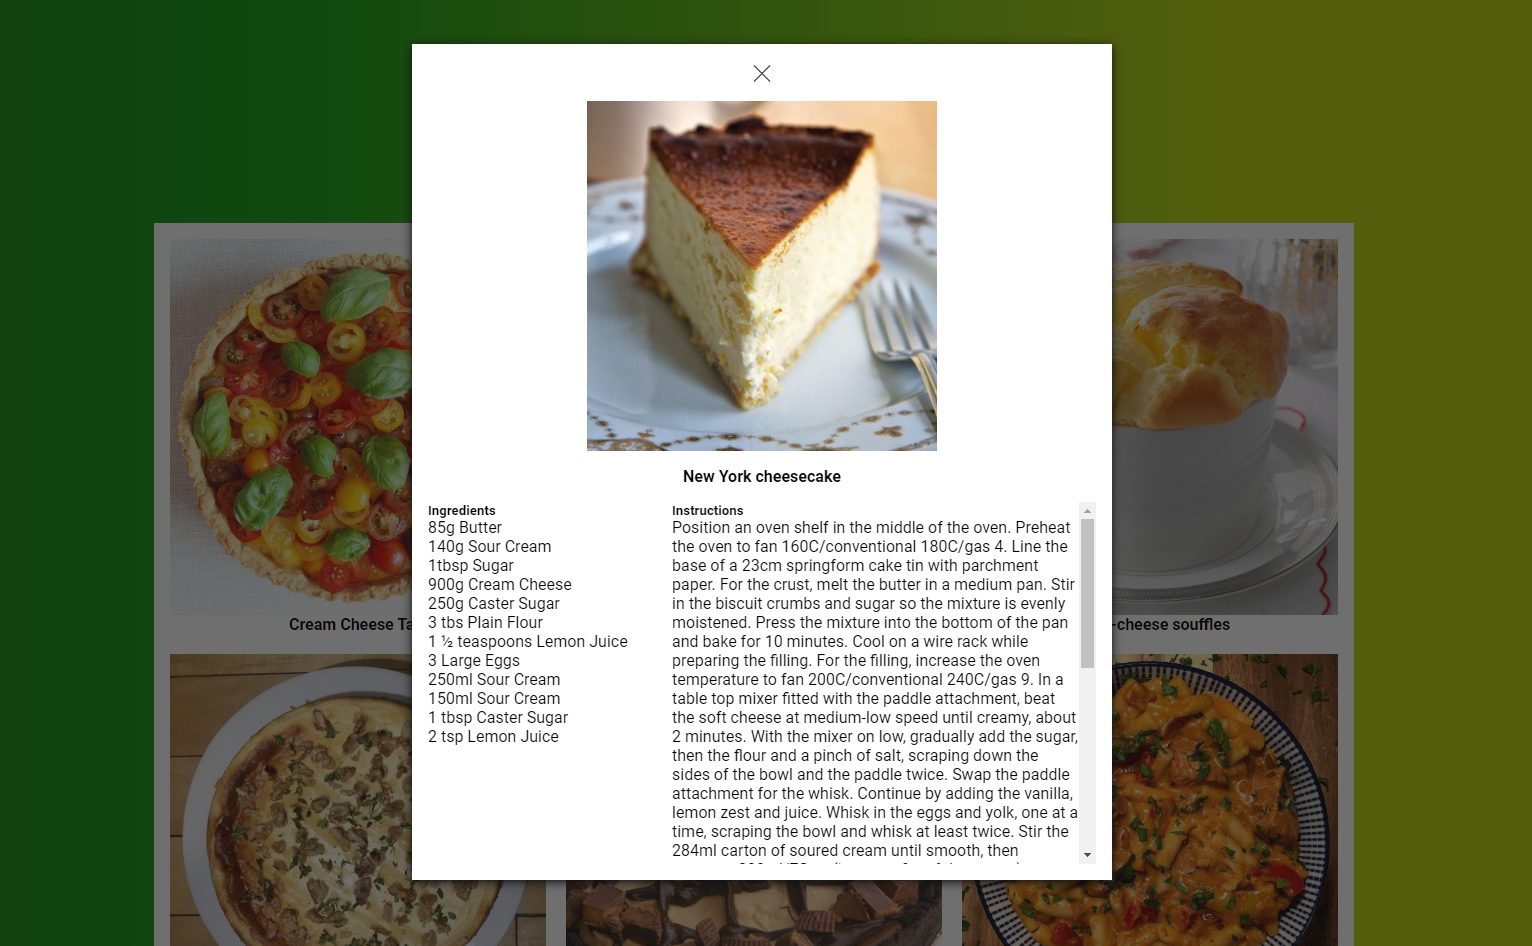 New York cheesecake
Ingredients
85g Butter
140g Sour Cream
1tbsp Sugar
900g Cream Cheese
250g Caster Sugar
3 tbs Plain Flour
1 ½ teaspoons Lemon Juice
3 Large Eggs
250ml Sour Cream
150ml Sour Cream
1 tbsp Caster Sugar
2 tsp Lemon Juice
Instructions
Position an oven shelf in the middle of the oven. Preheat
the oven to fan 160C/conventional 180C/gas 4. Line the
base of a 23cm springform cake tin with parchment
paper. For the crust, melt the butter in a medium pan. Stir
in the biscuit crumbs and sugar so the mixture is evenly
moistened. Press the mixture into the bottom of the pan
and bake for 10 minutes. Cool on a wire rack while
preparing the filling. For the filling, increase the oven
temperature to fan 200C/conventional 240C/gas 9. In a
table top mixer fitted with the paddle attachment, beat
the soft cheese at medium-low speed until creamy, about
2 minutes. With the mixer on low, gradually add the sugar,
then the flour and a pinch of salt, scraping down the
sides of the bowl and the paddle twice. Swap the paddle
attachment for the whisk. Continue by adding the vanilla,
lemon zest and juice. Whisk in the eggs and yolk, one at a
time, scraping the bowl and whisk at least twice. Stir the
284ml carton of soured cream until smooth, then
Cream Cheese Ta
-cheese souffles